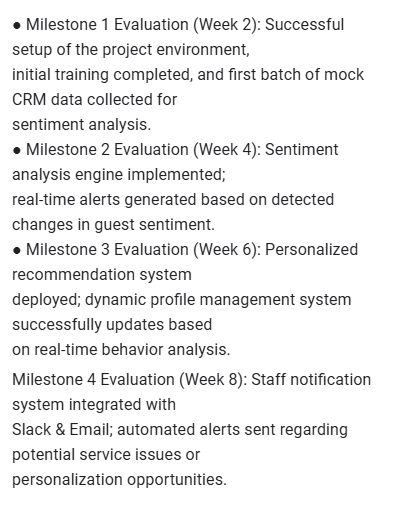 ● Milestone 1 Evaluation (Week 2): Successful
setup of the project environment,
initial training completed, and first batch of mock
CRM data collected for
sentiment analysis.
● Milestone 2 Evaluation (Week 4): Sentiment
analysis engine implemented;
real-time alerts generated based on detected
changes in guest sentiment.
● Milestone 3 Evaluation (Week 6): Personalized
recommendation system
deployed; dynamic profile management system
successfully updates based
on real-time behavior analysis.
Milestone 4 Evaluation (Week 8): Staff notification
system integrated with
Slack & Email; automated alerts sent regarding
potential service issues or
personalization opportunities.